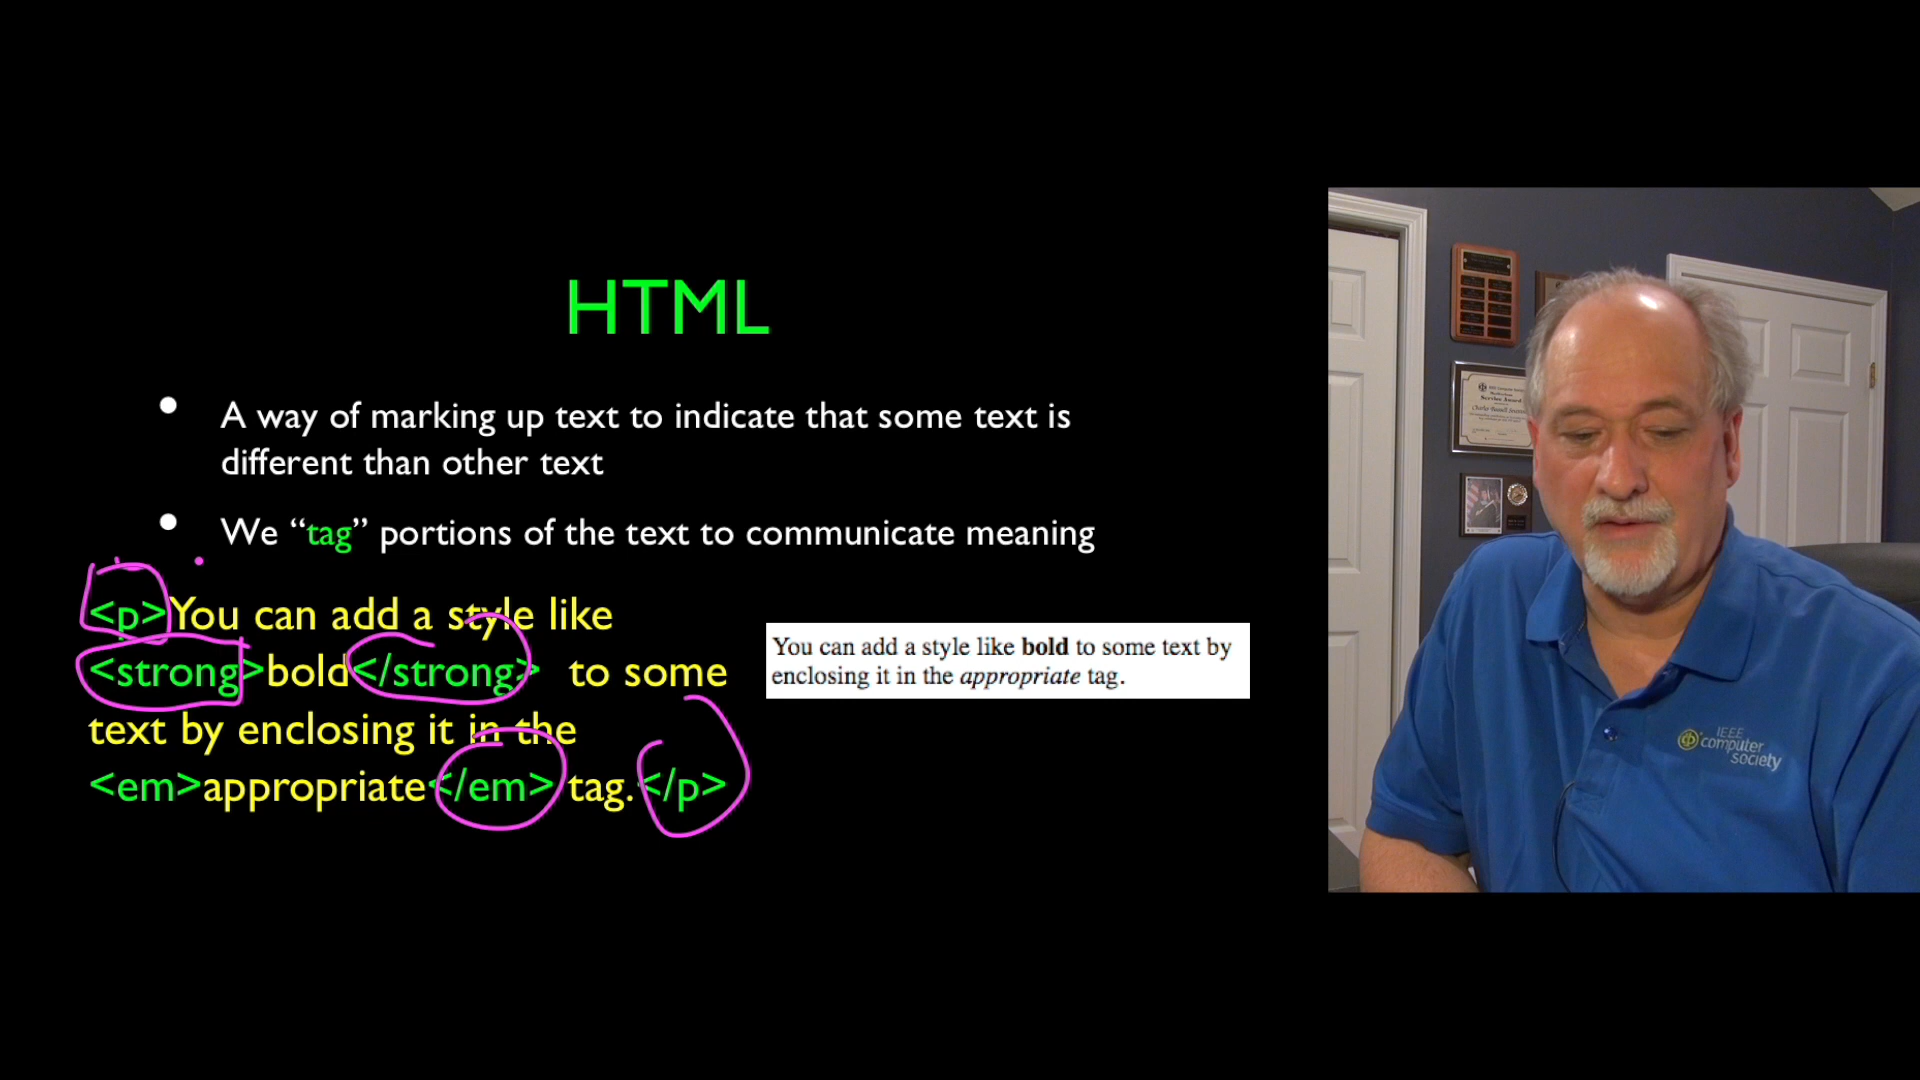 HTML
• A way of marking up text to indicate that some text is
different than other text
• We “tag” portions of the text to communicate meaning
<p>You can add a style like
<strong>bold</strong> to some
text by enclosing it in the
<em>appropriate</em> tag.</p>
You can add a style like bold to some text by
enclosing it in the appropriate tag.
Service Award
IEEE
computer
society